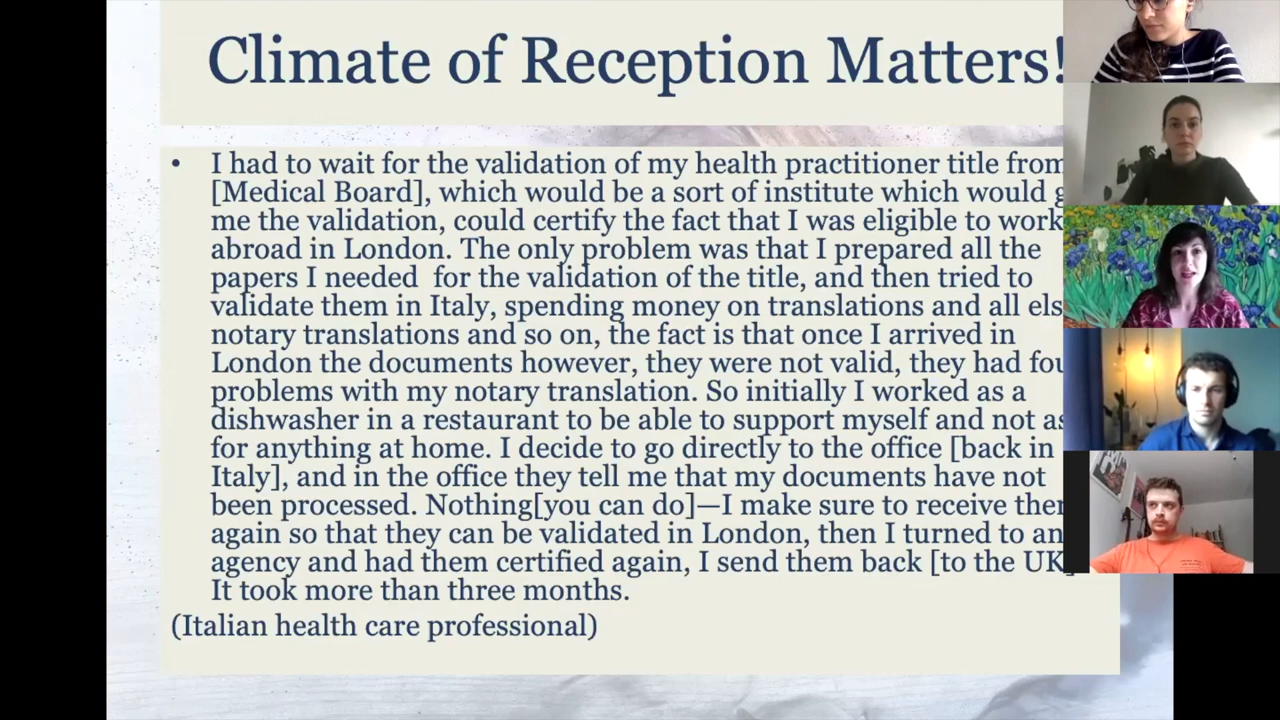 Climate of Reception Matters!
• I had to wait for the validation of my health practitioner title from
[Medical Board], which would be a sort of institute which would
me the validation, could certify the fact that I was eligible to work
abroad in London. The only problem was that I prepared all the
papers I needed for the validation of the title, and then tried to
validate them in Italy, spending money on translations and all
notary translations and so on, the fact is that once I arrived in
London the documents however, they were not valid, they had
problems with my notary translation. So initially I worked as a
dishwasher in a restaurant to be able to support myself and not
for anything at home. I decide to go directly to the office [back in
Italy], and in the office they tell me that my documents have not
been processed. Nothing[you can do]—I make sure to receive
again so that they can be validated in London, then I turned to an
agency and had them certified again, I send them back [to the UK]
It took more than three months.
(Italian health care professional)